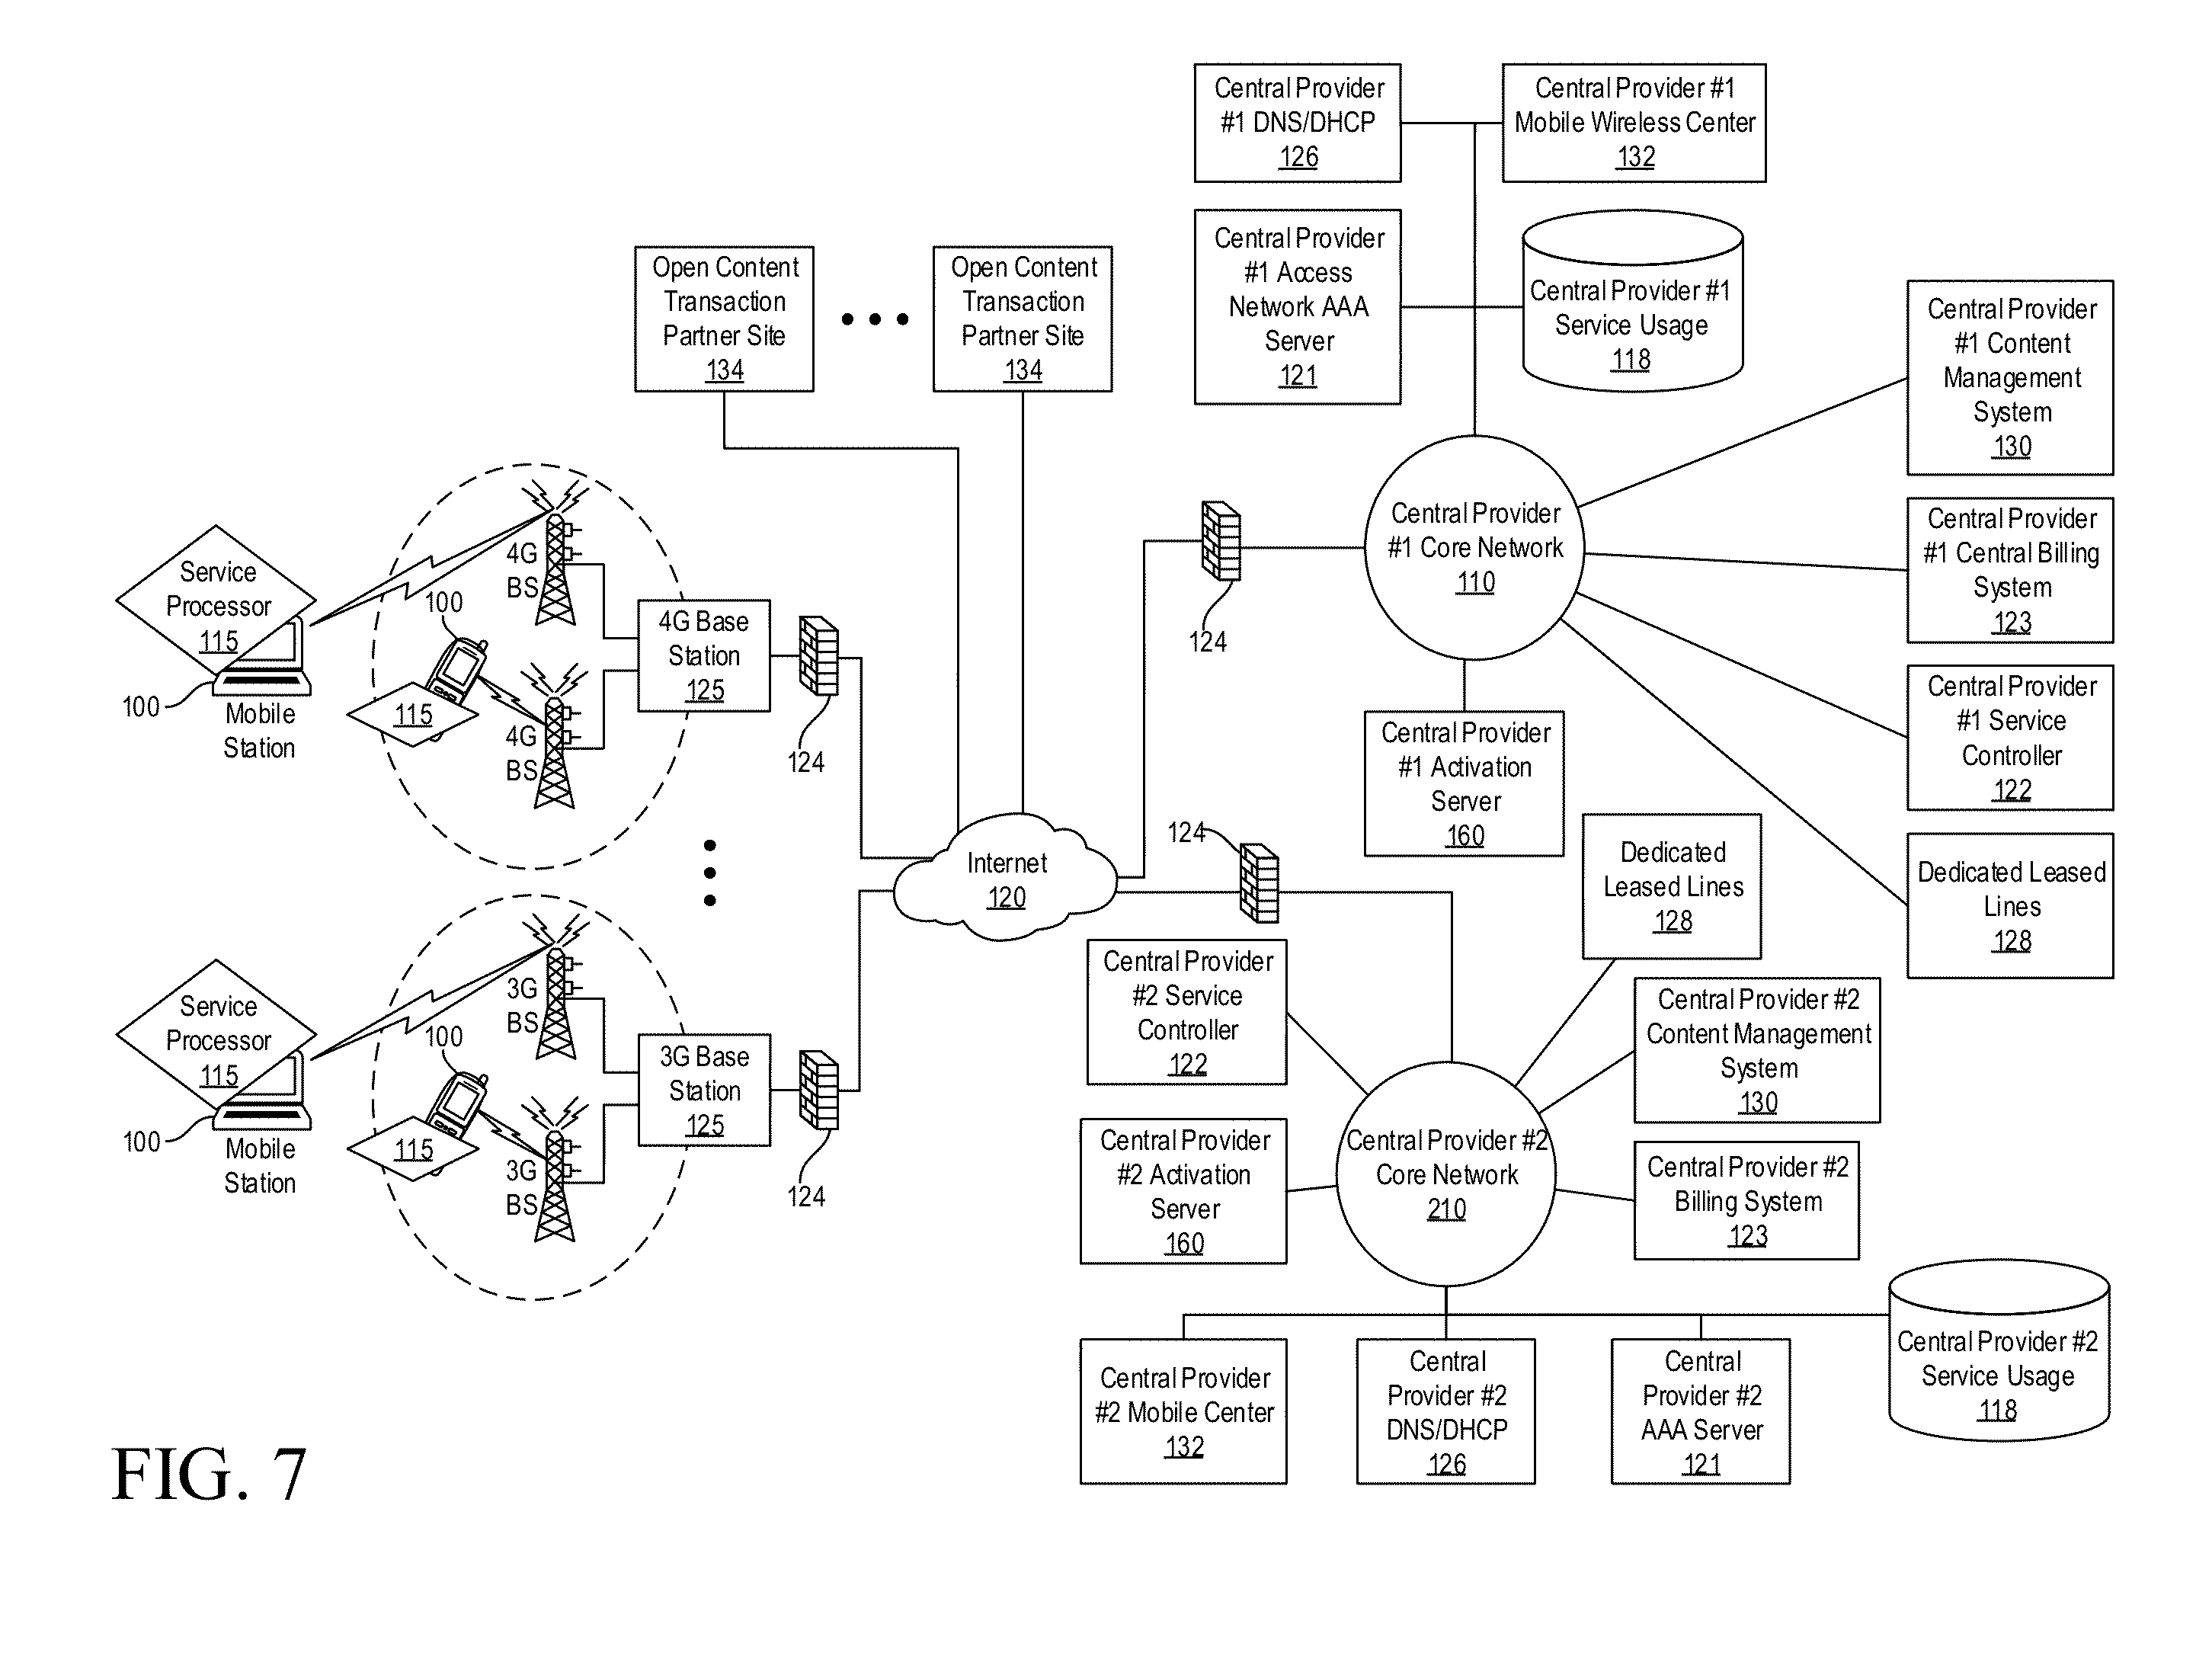 Central Provider
#1 DNS/DHCP
126
Central Provider #1
Mobile Wireless Center
132
Central Provider
#1 Access
Network AAA
Server
121
Central Provider #1
Service Usage
118
Open Content
Transaction
Partner Site
134
Open Content
Transaction
Partner Site
134
Central Provider
#1 Content
Management
System
130
Central Provider
#1 Core Network
110
Central Provider
#1 Central Billing
System
123
124
Central Provider
#1 Service
Controller
122
Central Provider
#1 Activation
Server
160
Dedicated Leased
Lines
128
Service
Processor
115
100
Mobile
Station
4G
BS
100
115
4G
BS
4G Base
Station
125
124
Internet
120
124
Dedicated
Leased Lines
128
Service
Processor
115
100
Mobile
Station
3G
BS
100
115
3G
BS
3G Base
Station
125
124
Central Provider
#2 Service
Controller
122
Central Provider #2
Content Management
System
130
Central Provider
#2 Activation
Server
160
Central Provider #2
Core Network
210
Central Provider #2
Billing System
123
Central Provider
#2 Mobile Center
132
Central
Provider #2
DNS/DHCP
126
Central
Provider #2
AAA Server
121
Central Provider #2
Service Usage
118
FIG. 7